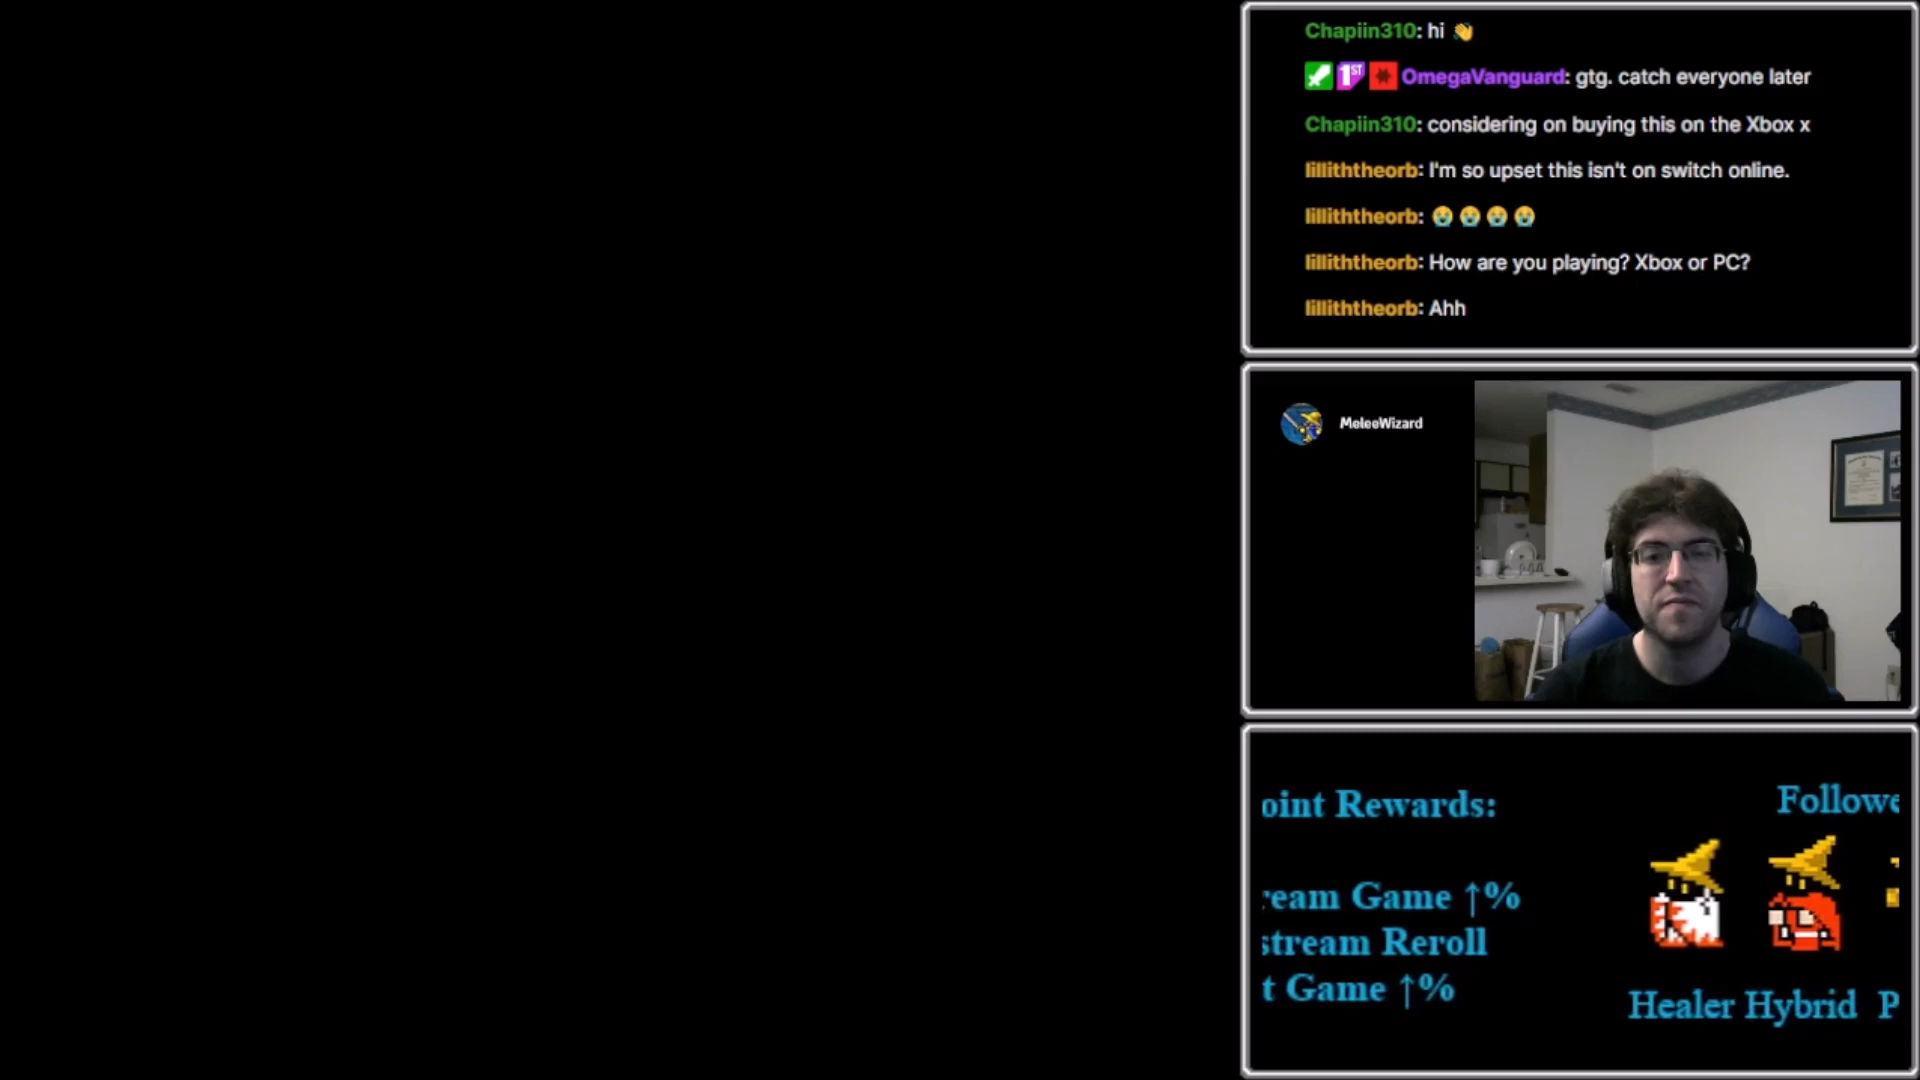 Chapiin310: hi 👋
1ST OmegaVanguard: gtg. catch everyone later
Chapiin310: considering on buying this on the Xbox x
lilliththeorb: I'm so upset this isn't on switch online.
lilliththeorb: 😭 😭 😭 😭
lilliththeorb: How are you playing? Xbox or PC?
lilliththeorb: Ahh
MeleeWizard
oint Rewards:
ream Game ↑%
stream Reroll
t Game ↑%
Followe
Healer Hybrid P